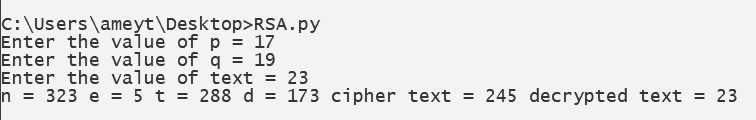 C:\Users\ameyt\Desktop>RSA.py
Enter the value of p = 17
Enter the value of q = 19
Enter the value of text = 23
n = 323 e = 5 t = 288 d = 173 cipher text = 245 decrypted text = 23